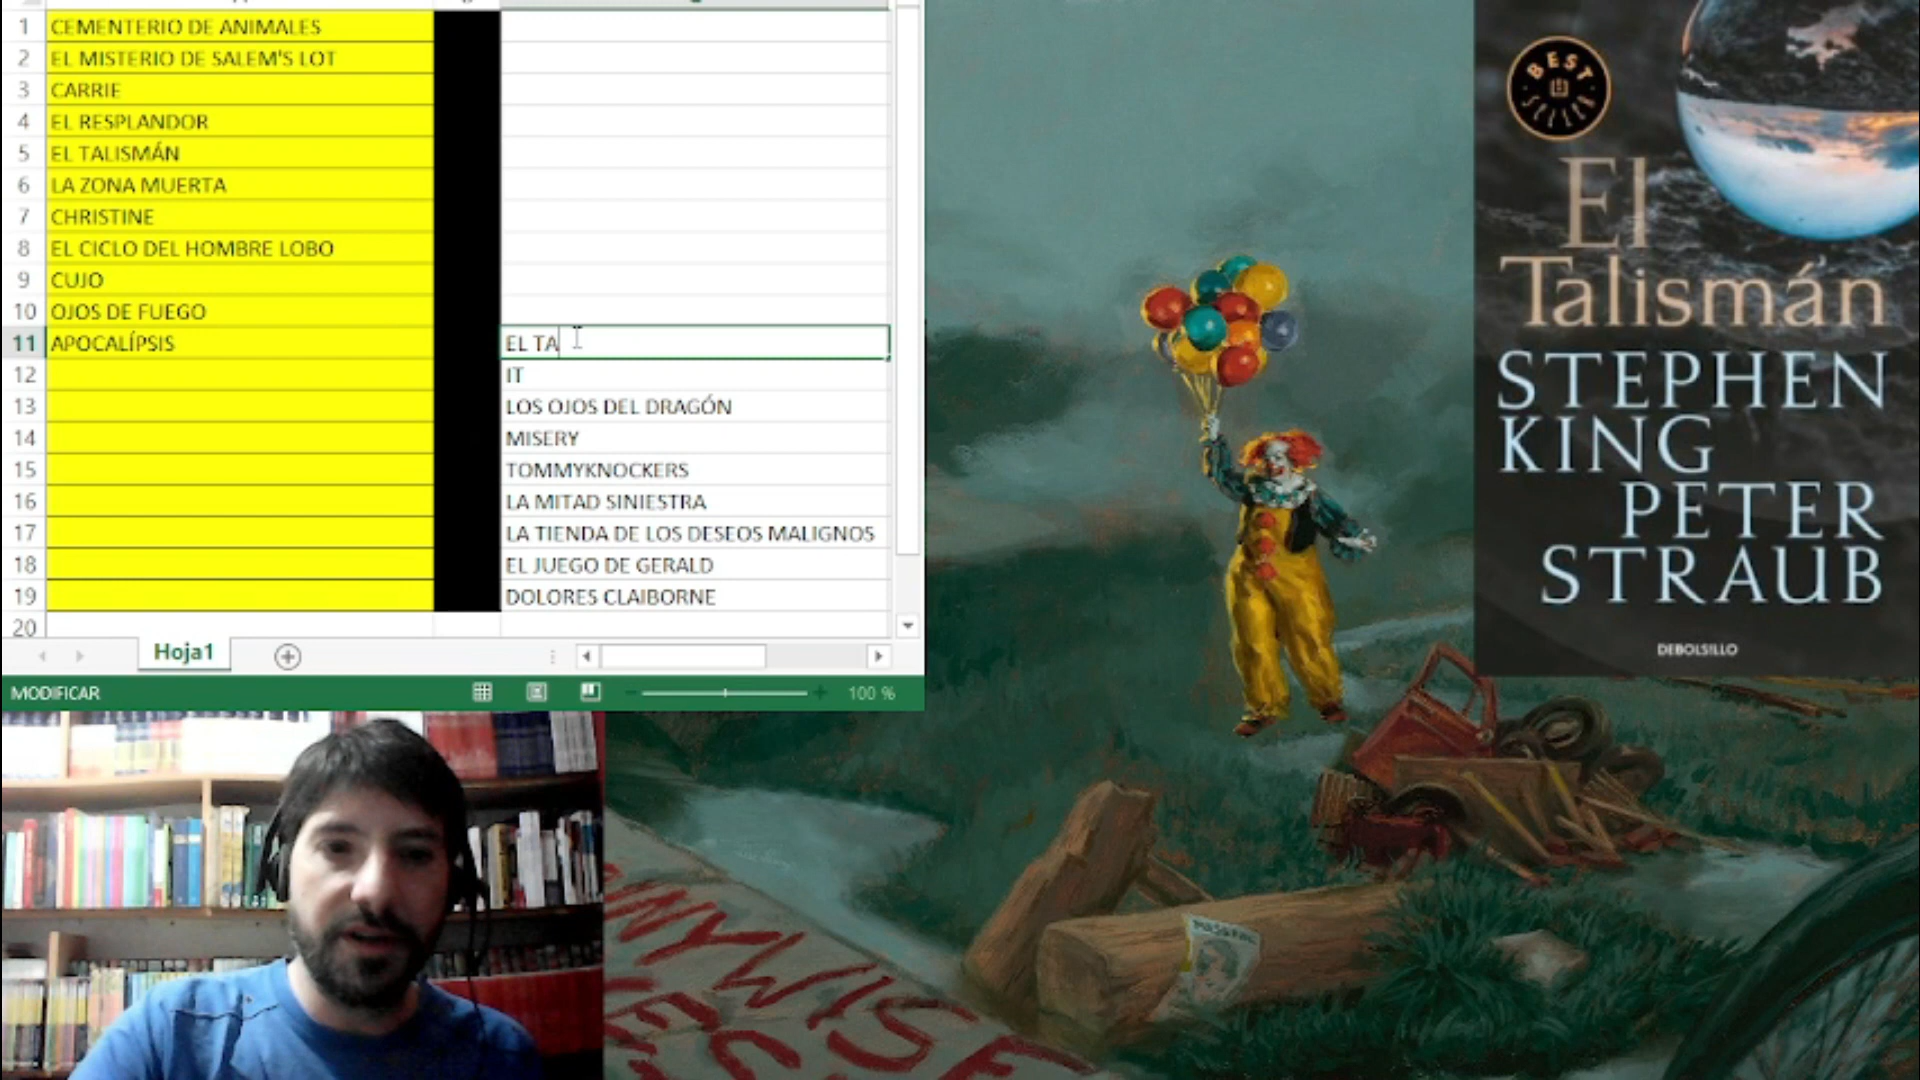 1 CEMENTERIO DE ANIMALES
2 EL MISTERIO DE SALEM'S LOT
3 CARRIE
4 EL RESPLANDOR
5 EL TALISMÁN
6 LA ZONA MUERTA
7 CHRISTINE
8 EL CICLO DEL HOMBRE LOBO
9 CUJO
10 OJOS DE FUEGO
11 APOCALÍPSIS EL TA
12 IT
13 LOS OJOS DEL DRAGÓN
14 MISERY
15 TOMMYKNOCKERS
16 LA MITAD SINIESTRA
17 LA TIENDA DE LOS DESEOS MALIGNOS
18 EL JUEGO DE GERALD
19 DOLORES CLAIBORNE
20
Hoja1
MODIFICAR 100 %
BEST
SELLER
El
Talismán
STEPHEN
KING
PETER
STRAUB
DEBOLSILLO